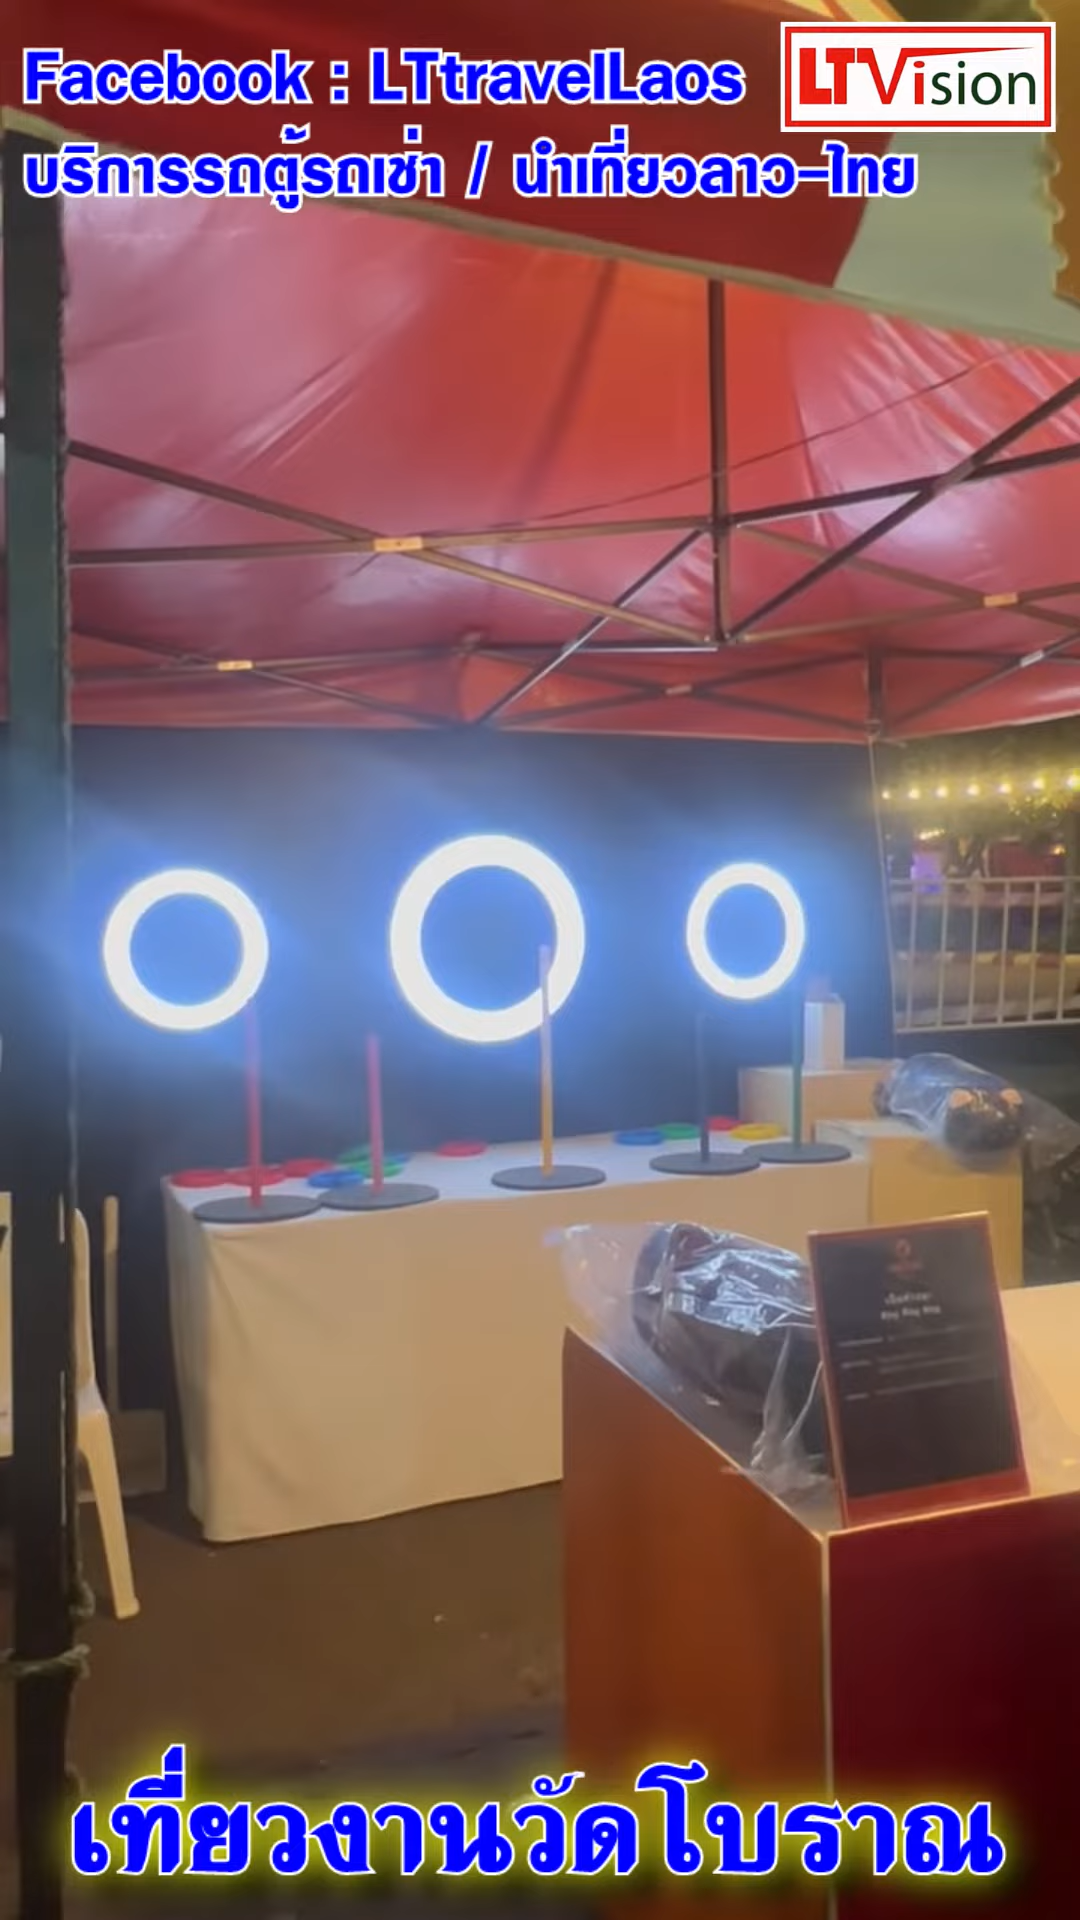 Facebook : LTtravelLaos
LTVision
บริการรถตู้รถเช่า / นำเที่ยวลาว-ไทย
เที่ยวงานวัดโบราณ